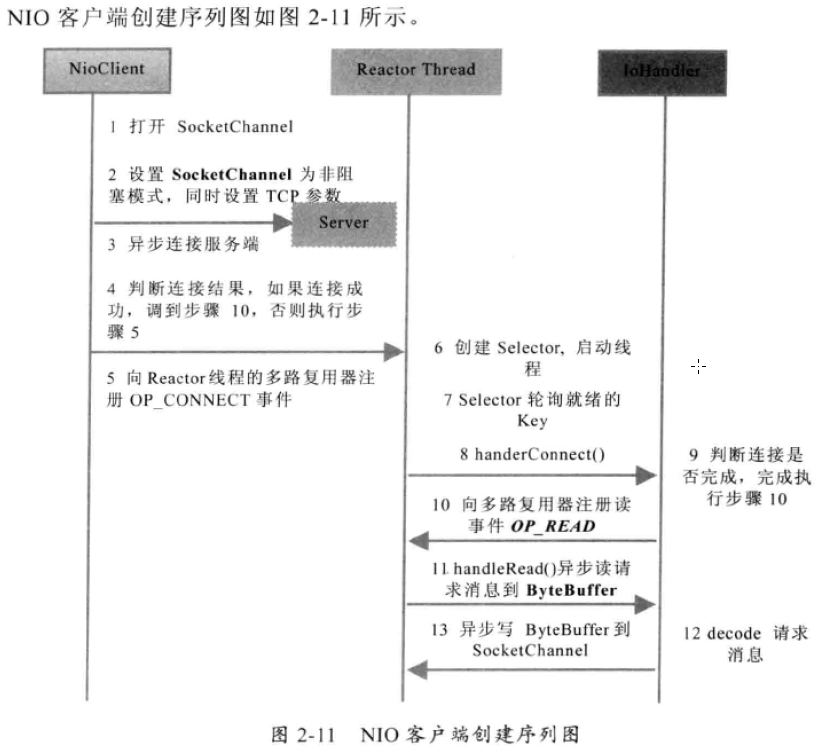 NIO 客户端创建序列图如图 2-11 所示。
NioClient
Reactor Thread
IoHandler
1 打开 SocketChannel
2 设置 SocketChannel 为非阻
塞模式，同时设置 TCP 参数
Server
3 异步连接服务端
4 判断连接结果，如果连接成
功，调到步骤 10，否则执行步
骤 5
5 向 Reactor 线程的多路复用器注
册 OP_CONNECT 事件
6 创建 Selector, 启动线
程
7 Selector 轮询就绪的
Key
8 handerConnect()
9 判断连接是
否完成，完成执
行步骤 10
10 向多路复用器注册读
事件 OP_READ
11 handleRead()异步读请
求消息到 ByteBuffer
12 decode 请求
消息
13 异步写 ByteBuffer 到
SocketChannel
图 2-11 NIO 客户端创建序列图